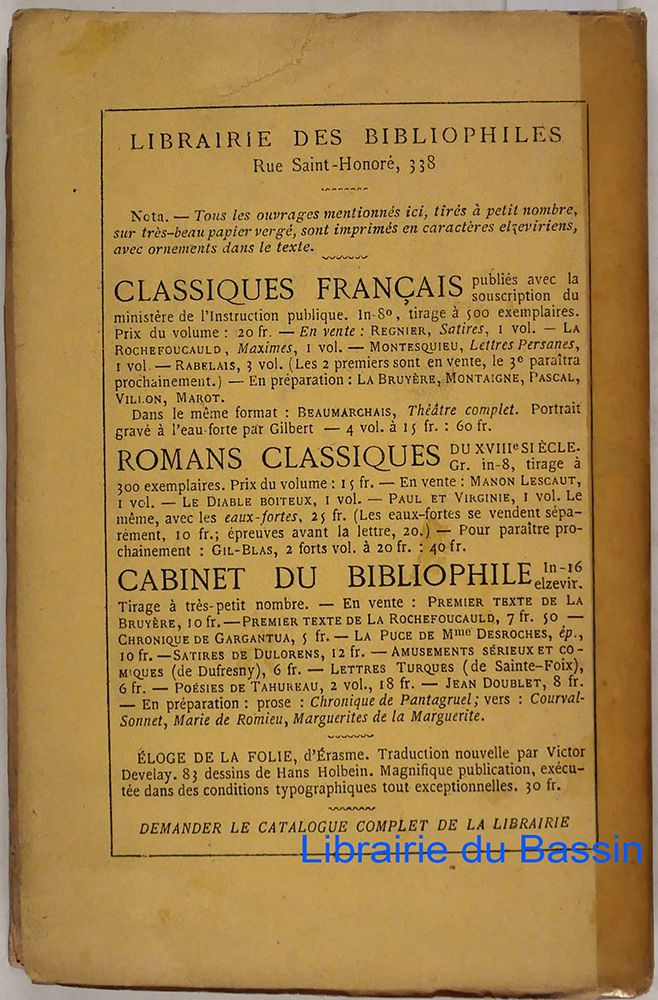 LIBRAIRIE DES BIBLIOPHILES
Rue Saint-Honoré, 338
Nota. — Tous les ouvrages mentionnés ici, tirés à petit nombre,
sur très-beau papier vergé, sont imprimés en caractères elzeviriens,
avec ornements dans le texte.
CLASSIQUES FRANÇAIS publiés avec la
souscription du
ministère de l'Instruction publique. In-8º, tirage à 500 exemplaires.
Prix du volume : 20 fr. — En vente : REGNIER, Satires, 1 vol. — LA
ROCHEFOUCAULD, Maximes, 1 vol. — MONTESQUIEU, Lettres Persanes,
1 vol. — RABELAIS, 3 vol. (Les 2 premiers sont en vente, le 3e paraîtra
prochainement.) — En préparation : LA BRUYÈRE, MONTAIGNE, PASCAL,
VILLON, MAROT.
Dans le même format : BEAUMARCHAIS, Théâtre complet. Portrait
gravé à l'eau-forte par Gilbert — 4 vol. à 15 fr. : 60 fr.
ROMANS CLASSIQUES DU XVIIIe SIÈCLE.
Gr. in-8, tirage à
300 exemplaires. Prix du volume : 15 fr. — En vente : MANON LESCAUT,
1 vol. — LE DIABLE BOITEUX, 1 vol. — PAUL ET VIRGINIE, 1 vol. Le
même, avec les eaux-fortes, 25 fr. (Les eaux-fortes se vendent sépa-
rément, 10 fr.; épreuves avant la lettre, 20.) — Pour paraître pro-
chainement : GIL-BLAS, 2 forts vol. à 20 fr. : 40 fr.
CABINET DU BIBLIOPHILE In-16
elzevir.
Tirage à très-petit nombre. — En vente : PREMIER TEXTE DE LA
BRUYÈRE, 10 fr. — PREMIER TEXTE DE LA ROCHEFOUCAULD, 7 fr. 50 —
CHRONIQUE DE GARGANTUA, 5 fr. — LA PUCE DE Mme DESROCHES, ép.,
10 fr. — SATIRES DE DULORENS, 12 fr. — AMUSEMENTS SÉRIEUX ET CO-
MIQUES (de Dufresny), 6 fr. — LETTRES TURQUES (de Sainte-Foix),
6 fr. — POÉSIES DE TAHUREAU, 2 vol., 18 fr. — JEAN DOUBLET, 8 fr.
— En préparation : prose : Chronique de Pantagruel; vers : Courval-
Sonnet, Marie de Romieu, Marguerites de la Marguerite.
ÉLOGE DE LA FOLIE, d'Érasme. Traduction nouvelle par Victor
Develay. 83 dessins de Hans Holbein. Magnifique publication, exécu-
tée dans des conditions typographiques tout exceptionnelles. 30 fr.
DEMANDER LE CATALOGUE COMPLET DE LA LIBRAIRIE
Librairie du Bassin